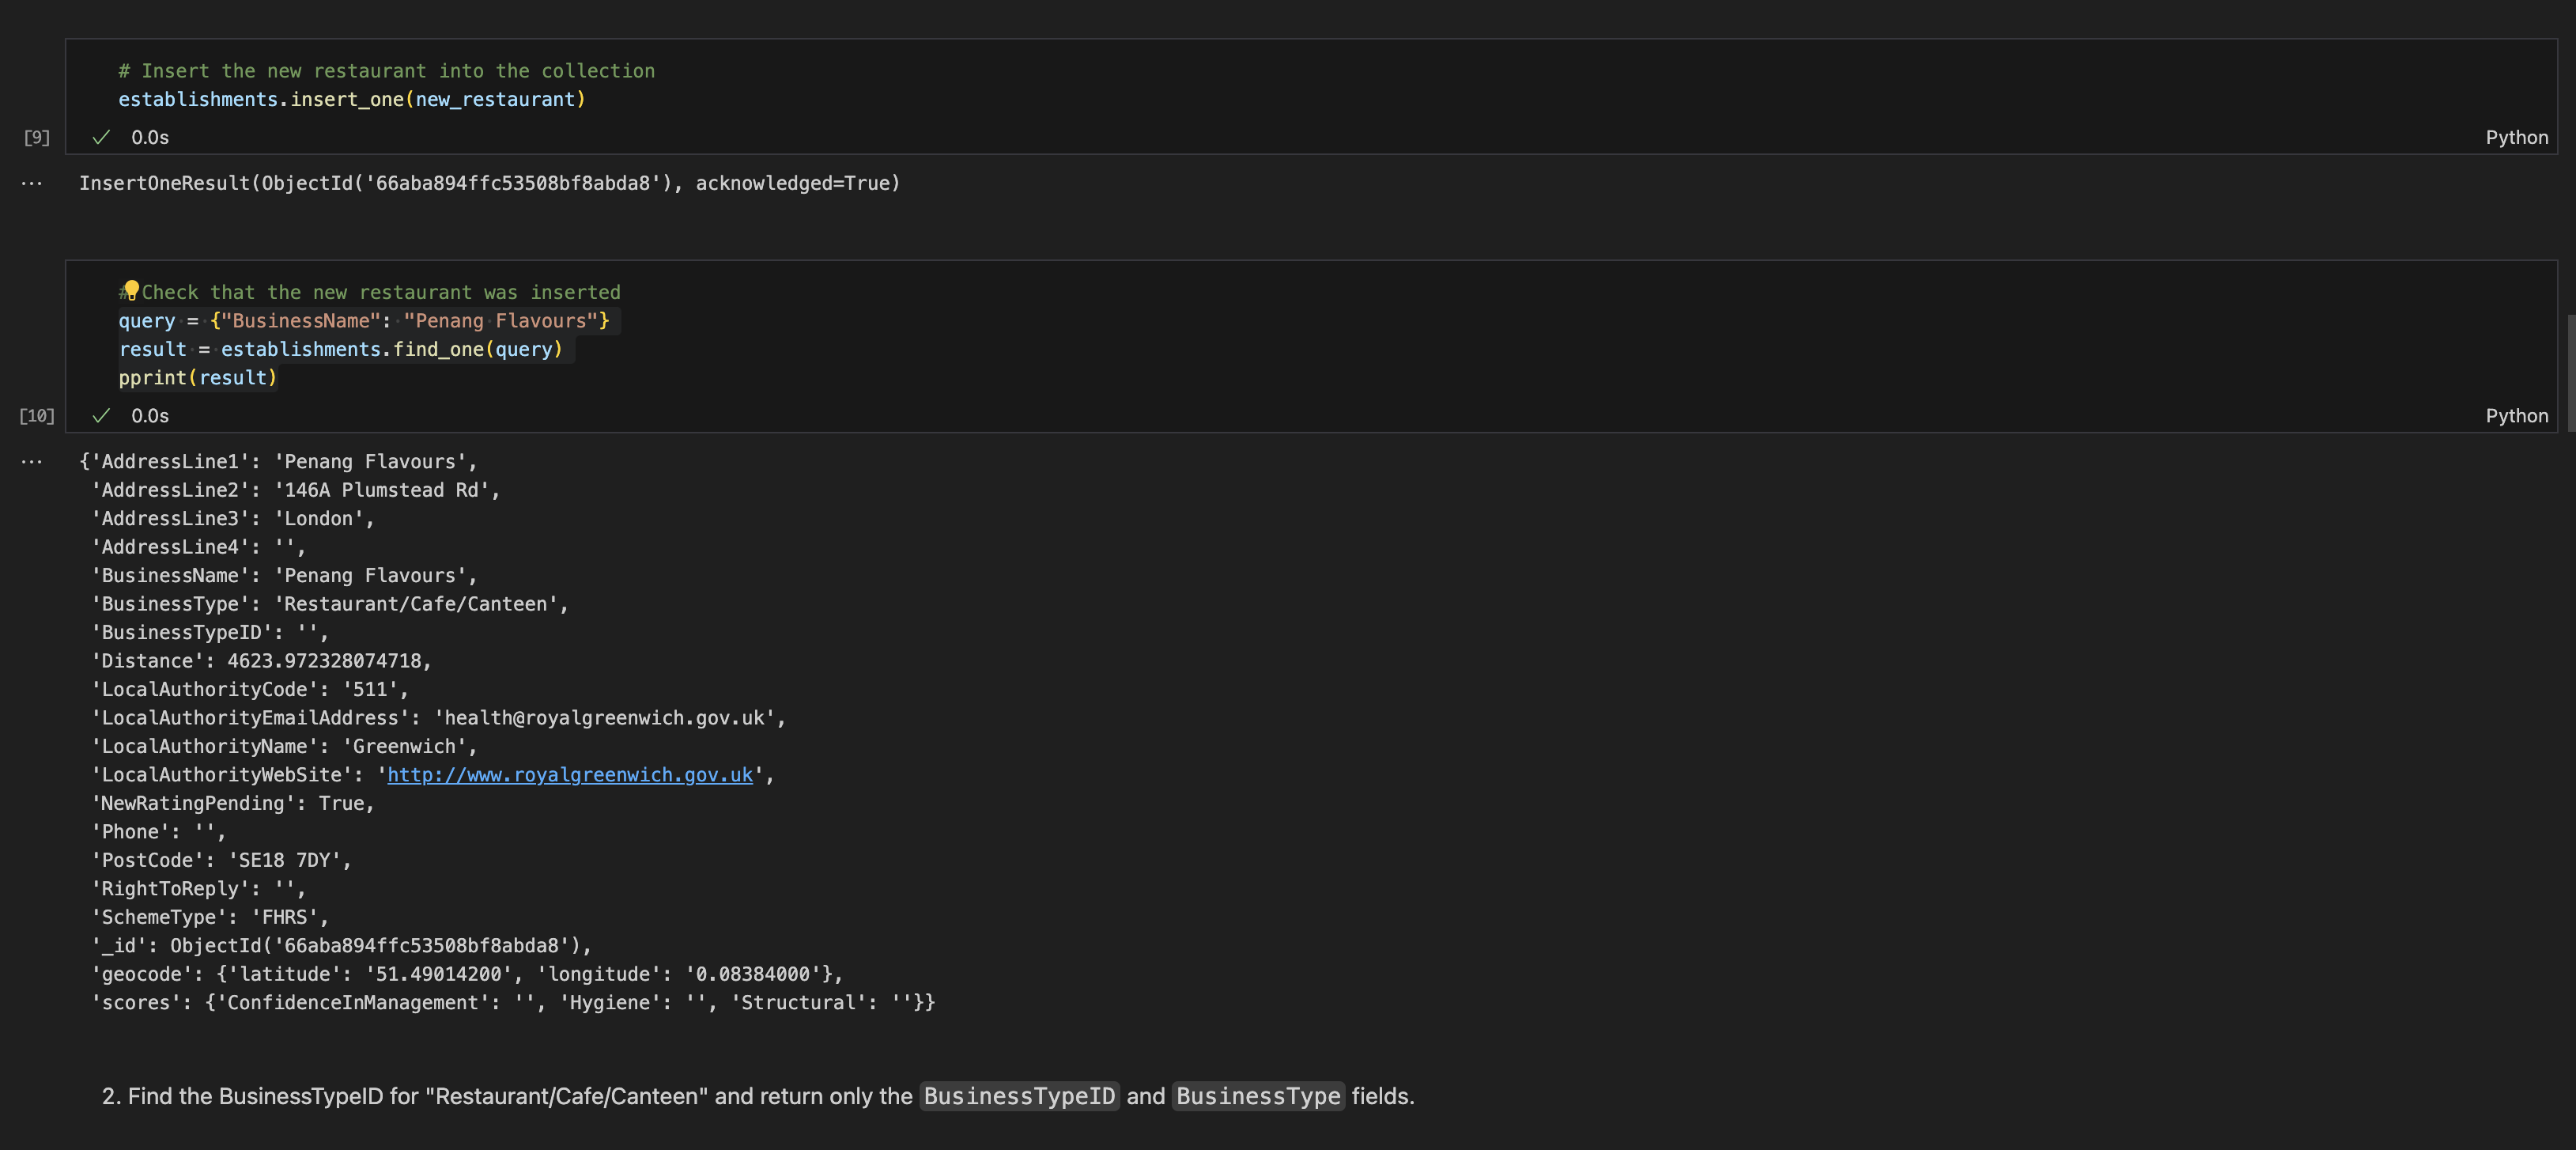 # Insert the new restaurant into the collection
establishments.insert_one(new_restaurant)
[9]
0.0s
Python
... InsertOneResult(ObjectId('66aba894ffc53508bf8abda8'), acknowledged=True)
# Check that the new restaurant was inserted
query = {"BusinessName": "Penang Flavours"}
result = establishments.find_one(query)
pprint(result)
[10]
0.0s
Python
... {'AddressLine1': 'Penang Flavours',
'AddressLine2': '146A Plumstead Rd',
'AddressLine3': 'London',
'AddressLine4': '',
'BusinessName': 'Penang Flavours',
'BusinessType': 'Restaurant/Cafe/Canteen',
'BusinessTypeID': '',
'Distance': 4623.972328074718,
'LocalAuthorityCode': '511',
'LocalAuthorityEmailAddress': 'health@royalgreenwich.gov.uk',
'LocalAuthorityName': 'Greenwich',
'LocalAuthorityWebSite': 'http://www.royalgreenwich.gov.uk',
'NewRatingPending': True,
'Phone': '',
'PostCode': 'SE18 7DY',
'RightToReply': '',
'SchemeType': 'FHRS',
'_id': ObjectId('66aba894ffc53508bf8abda8'),
'geocode': {'latitude': '51.49014200', 'longitude': '0.08384000'},
'scores': {'ConfidenceInManagement': '', 'Hygiene': '', 'Structural': ''}}
2. Find the BusinessTypeID for "Restaurant/Cafe/Canteen" and return only the BusinessTypeID and BusinessType fields.